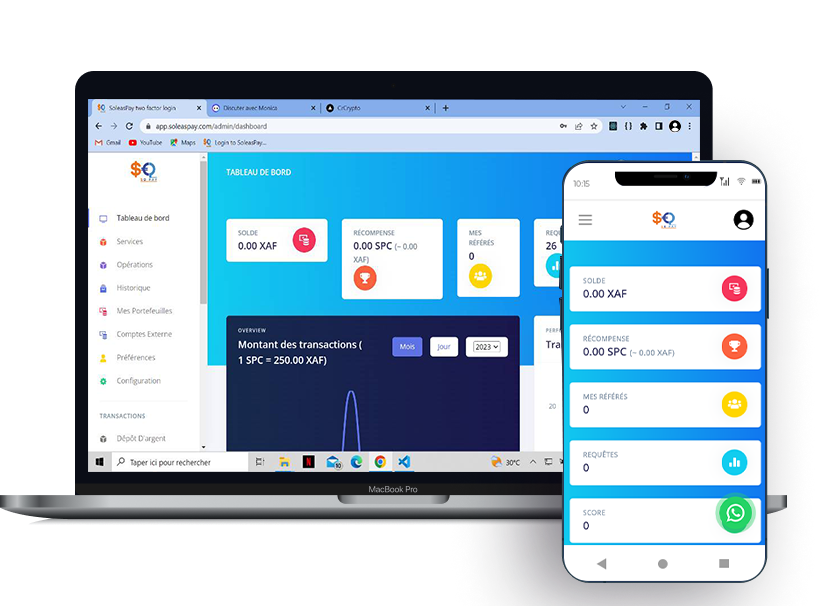 SoleasPay two factor login
Discuter avec Monica
CrCrypto
app.soleaspay.com/admin/dashboard
Gmail
YouTube
Maps
Login to SoleasPay...
TABLEAU DE BORD
Tableau de bord
Services
Opérations
Historique
Mes Portefeuilles
Comptes Externe
Préférences
Configuration
TRANSACTIONS
Dépôt D'argent
SOLDE
0.00 XAF
RÉCOMPENSE
0.00 SPC (~ 0.00
XAF)
MES
RÉFÉRÉS
0
REQ
26
OVERVIEW
Montant des transactions (
1 SPC = 250.00 XAF)
Mois
Jour
2023
PERF
Tra
20
Taper ici pour rechercher
10
30°C
MacBook Pro
10:15
SOLDE
0.00 XAF
RÉCOMPENSE
0.00 SPC (~ 0.00 XAF)
MES RÉFÉRÉS
0
REQUÊTES
0
SCORE
0